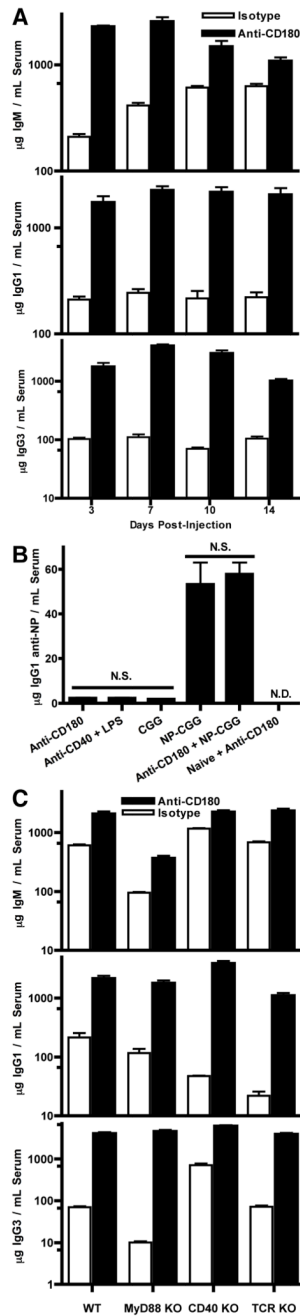 A
Isotype
Anti-CD180
µg IgM / mL Serum
1000
100
µg IgG1 / mL Serum
1000
100
µg IgG3 / mL Serum
1000
100
10
3 7 10 14
Days Post-Injection
B
µg IgG1 anti-NP / mL Serum
60
40
20
0
N.S.
N.S.
N.D.
Anti-CD180
Anti-CD40 + LPS
CGG
NP-CGG
Anti-CD180 + NP-CGG
Naive + Anti-CD180
C
Anti-CD180
Isotype
µg IgM / mL Serum
1000
100
10
µg IgG1 / mL Serum
1000
100
10
µg IgG3 / mL Serum
1000
100
10
1
WT MyD88 KO CD40 KO TCR KO